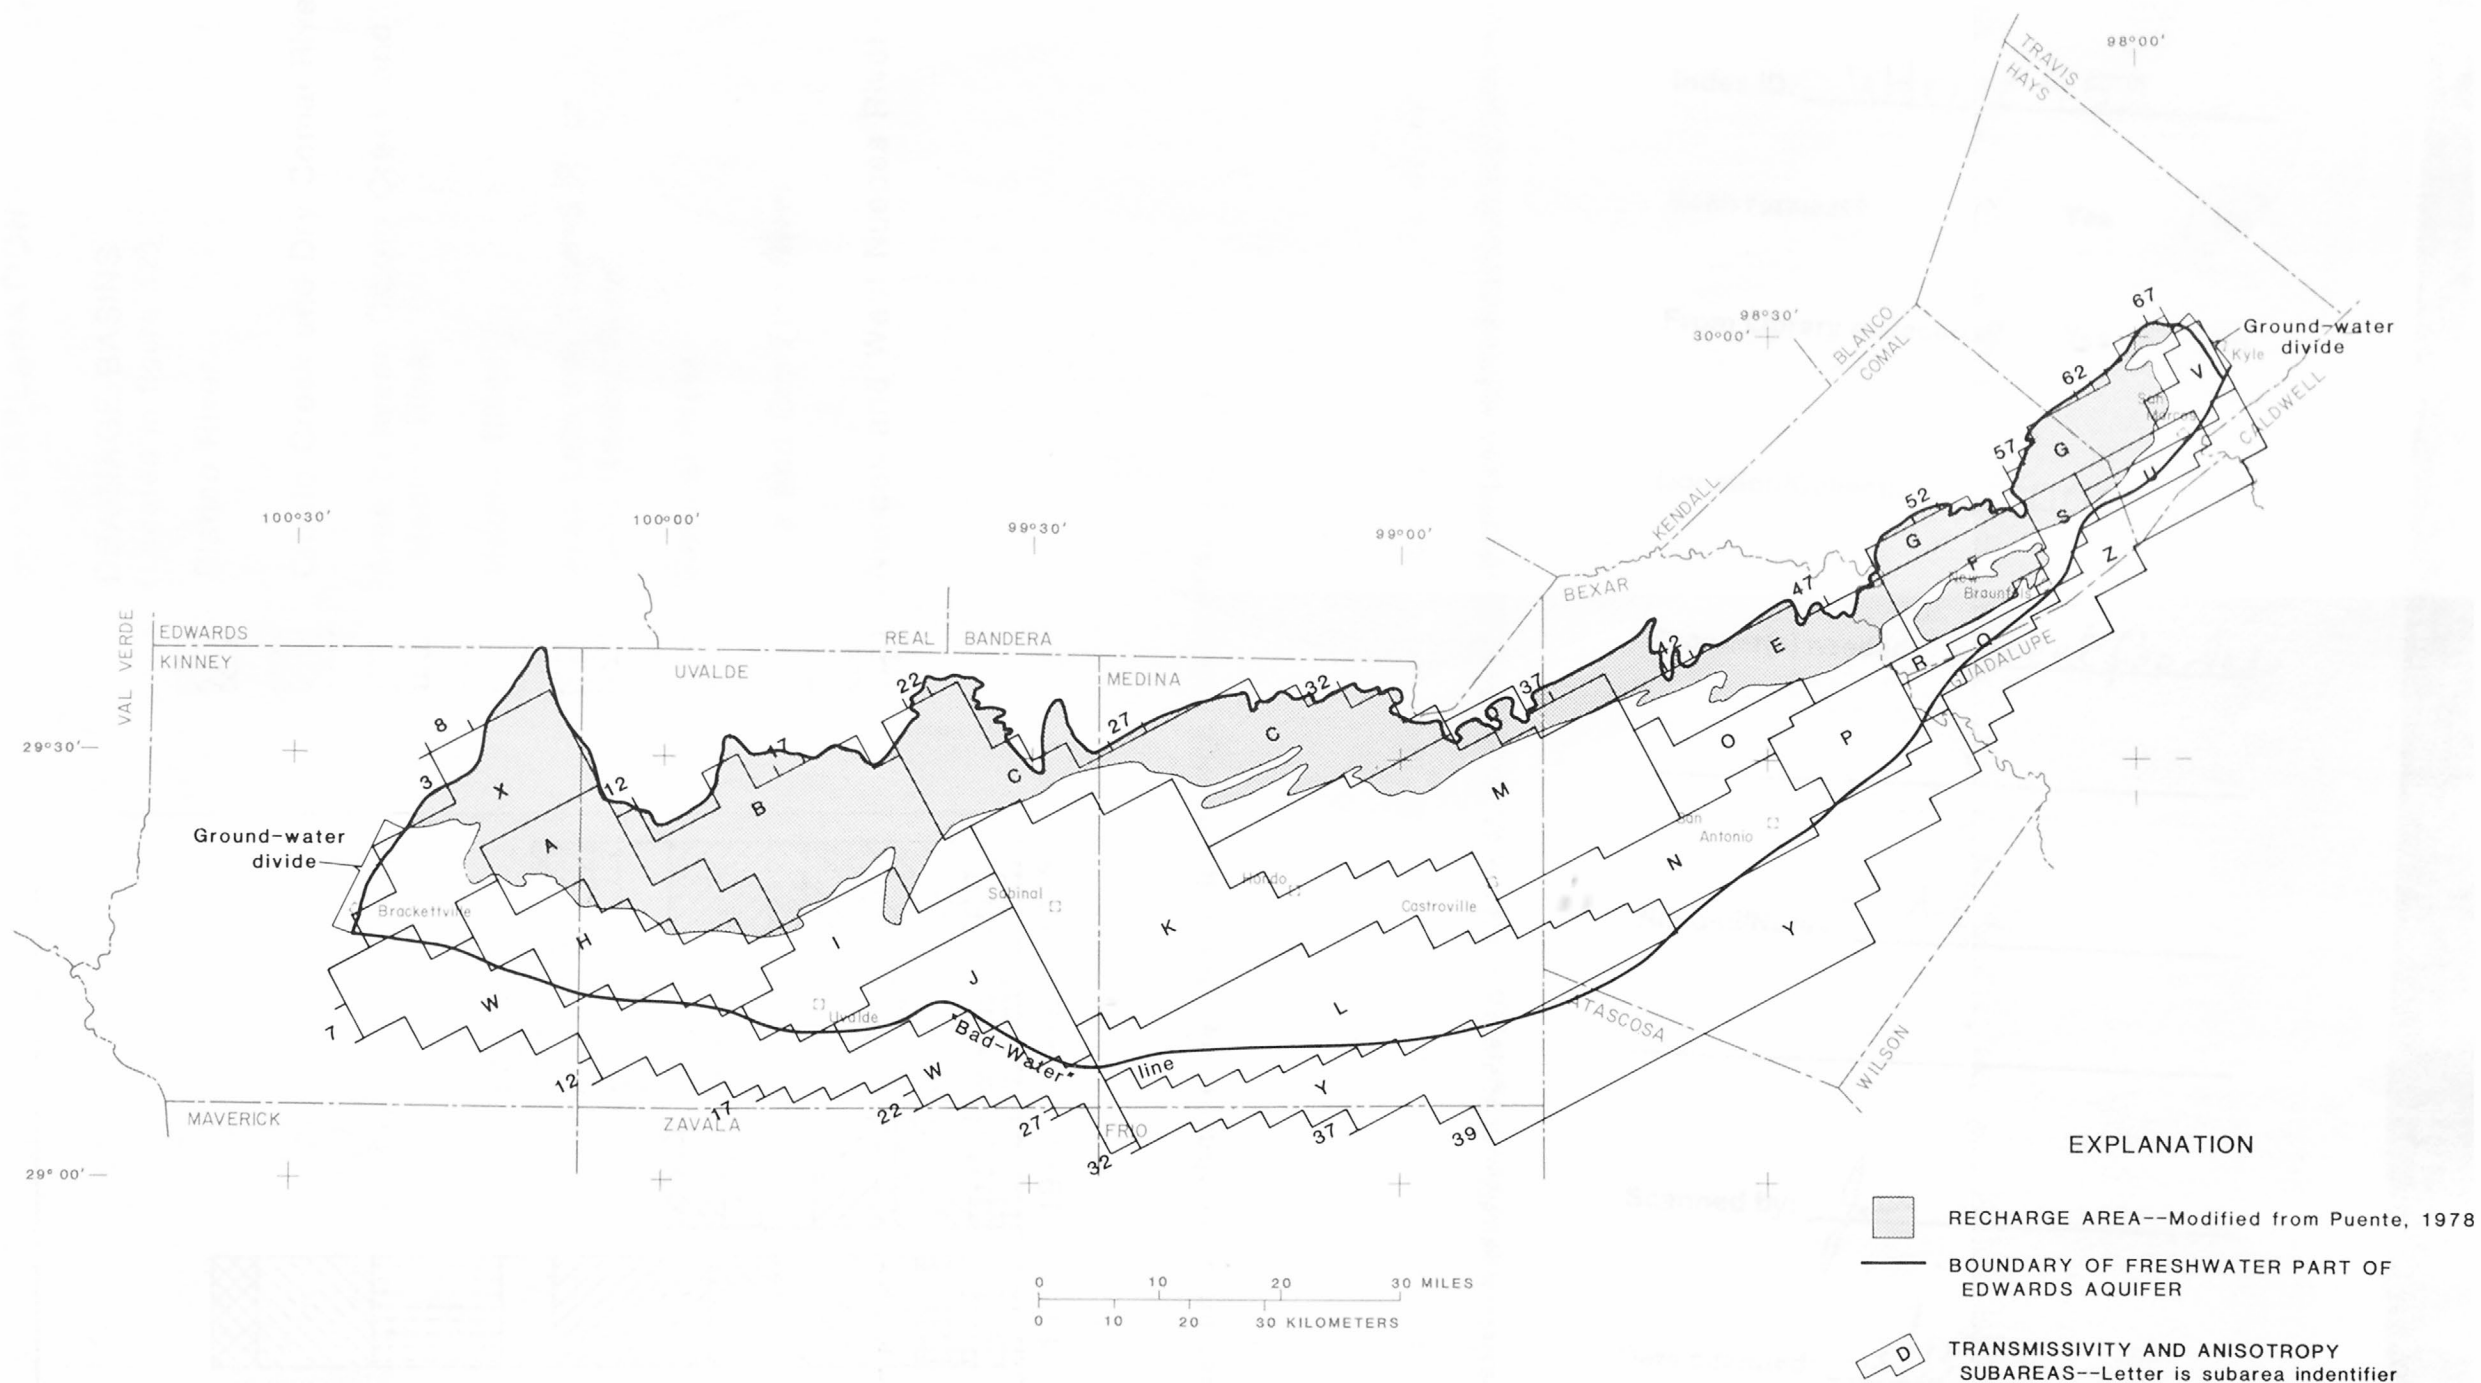 98°00'
TRAVIS
HAYS
67
Ground-water
divide
Kyle
98°30'
30°00'
BLANCO
COMAL
62
V
San
Marcos
CALDWELL
57
G
U
KENDALL
52
S
100°30'
100°00'
99°30'
99°00'
G
F
Z
BEXAR
47
New
Braunfels
VAL VERDE
EDWARDS
KINNEY
REAL
BANDERA
UVALDE
MEDINA
42
E
Q
R
GUADALUPE
22
32
37
8
27
C
O
P
29°30'
17
3
X
12
B
C
M
Ground-water
divide
A
San
Antonio
N
Hondo
Sabinal
Castroville
Brackettville
H
I
K
Y
W
J
L
7
Uvalde
"Bad-Water"
line
ATASCOSA
WILSON
12
W
Y
17
22
27
37
39
MAVERICK
ZAVALA
FRIO
32
29°00'
EXPLANATION
RECHARGE AREA--Modified from Puente, 1978
BOUNDARY OF FRESHWATER PART OF
EDWARDS AQUIFER
D
TRANSMISSIVITY AND ANISOTROPY
SUBAREAS--Letter is subarea indentifier
0 10 20 30 MILES
0 10 20 30 KILOMETERS